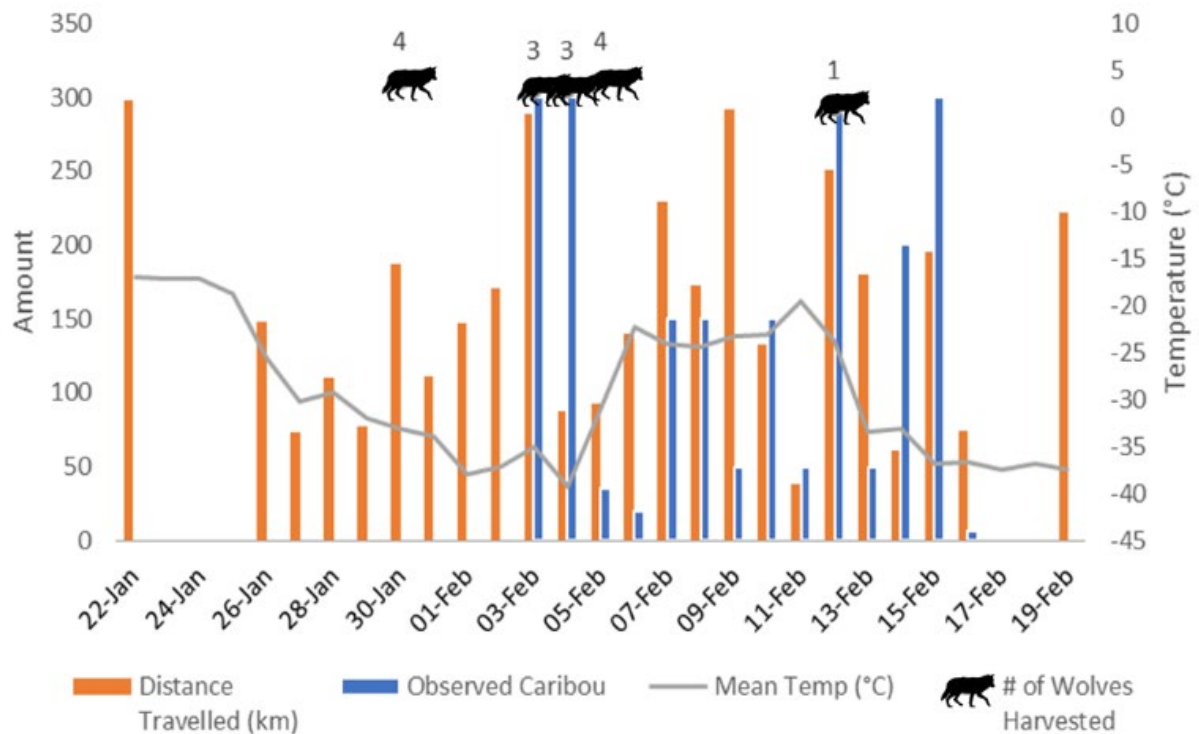 350
300
250
200
150
100
50
0
Amount
4
3
3
4
1
10
5
0
-5
-10
-15
-20
-25
-30
-35
-40
-45
Temperature (°C)
22-Jan
24-Jan
26-Jan
28-Jan
30-Jan
01-Feb
03-Feb
05-Feb
07-Feb
09-Feb
11-Feb
13-Feb
15-Feb
17-Feb
19-Feb
Distance
Travelled (km)
Observed Caribou
Mean Temp (°C)
# of Wolves
Harvested